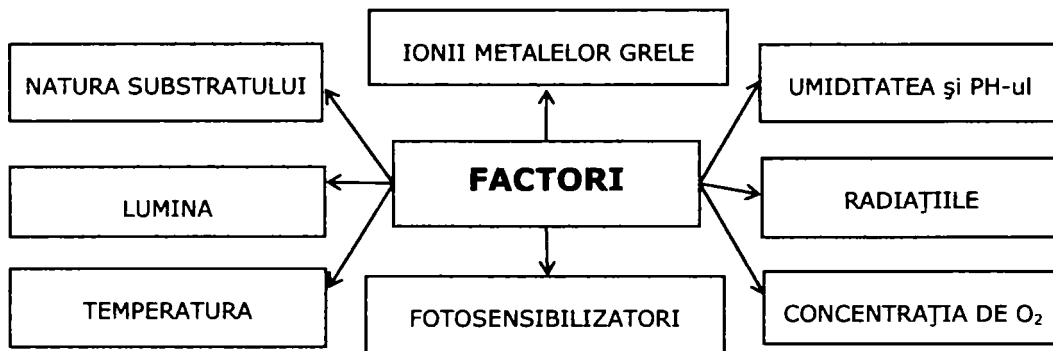 IONII METALELOR GRELE
NATURA SUBSTRATULUI
UMIDITATEA şi PH-ul
FACTORI
LUMINA
RADIAŢIILE
TEMPERATURA
FOTOSENSIBILIZATORI
CONCENTRAŢIA DE O₂